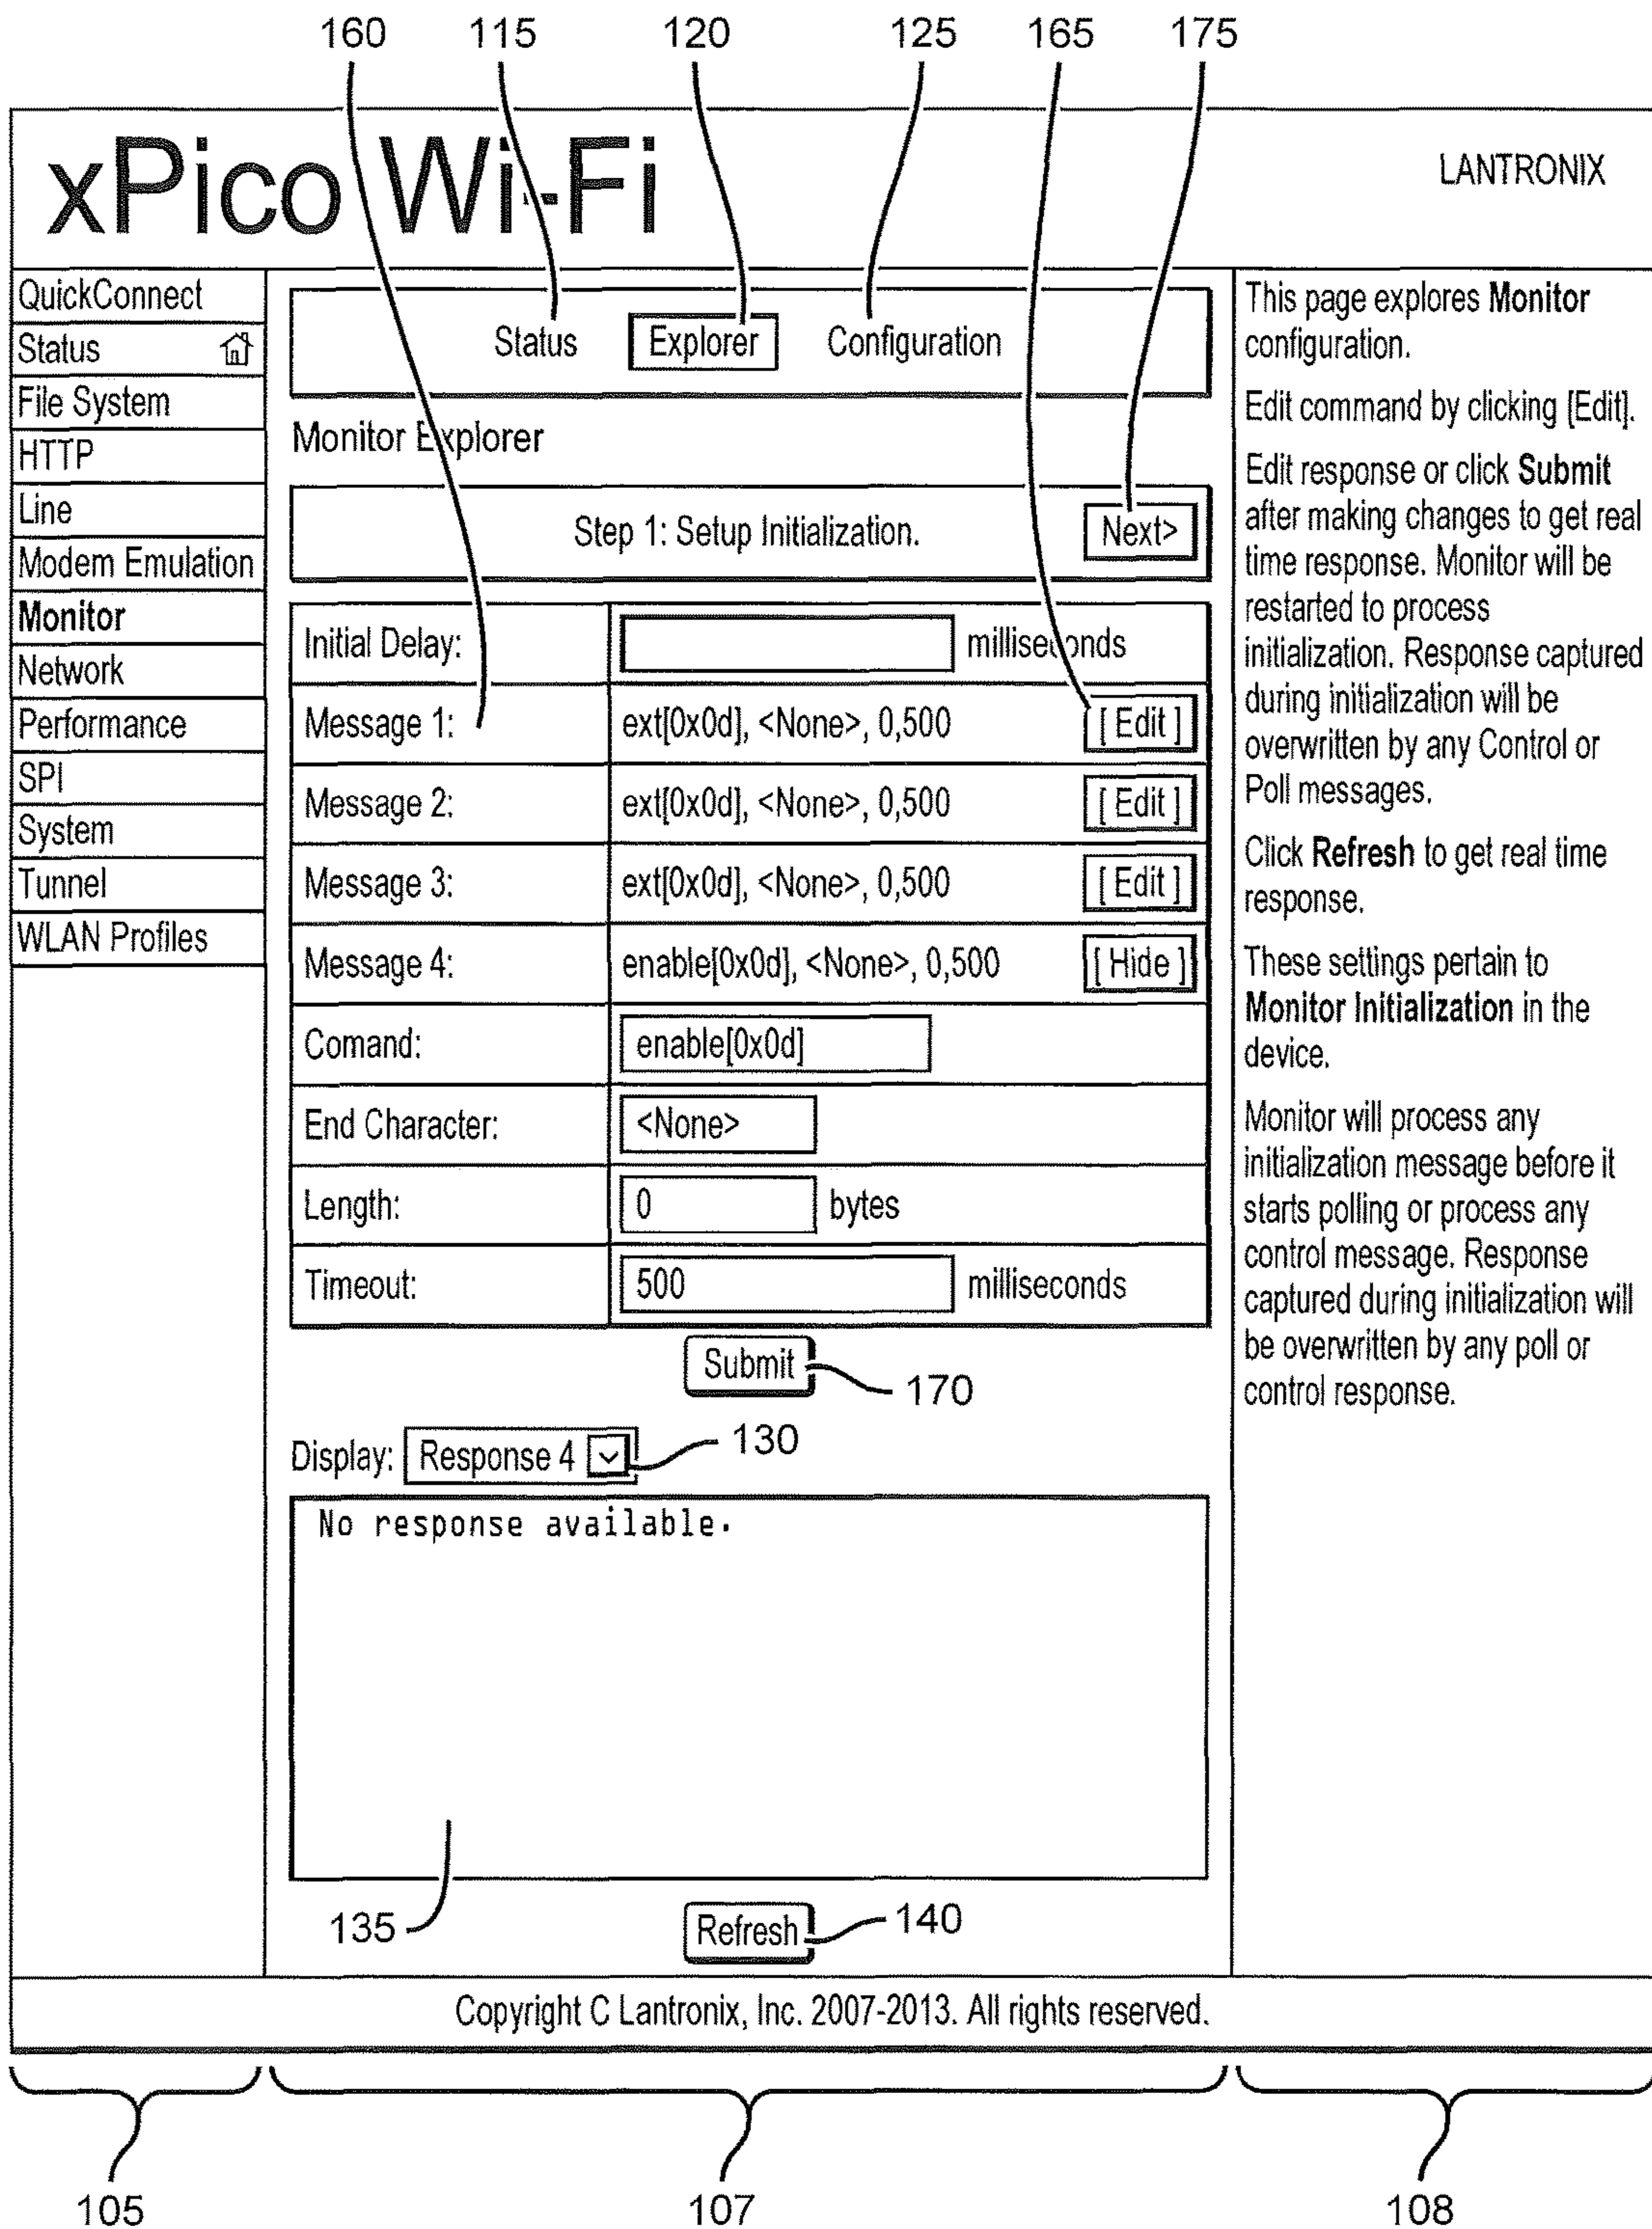 160 115 120 125 165 175
xPico Wi-Fi
LANTRONIX
QuickConnect
Status
File System
HTTP
Line
Modem Emulation
Monitor
Network
Performance
SPI
System
Tunnel
WLAN Profiles
Status Explorer Configuration
Monitor Explorer
Step 1: Setup Initialization. Next>
Initial Delay: milliseconds
Message 1: ext[0x0d], <None>, 0,500 [ Edit ]
Message 2: ext[0x0d], <None>, 0,500 [ Edit ]
Message 3: ext[0x0d], <None>, 0,500 [ Edit ]
Message 4: enable[0x0d], <None>, 0,500 [ Hide ]
Comand: enable[0x0d]
End Character: <None>
Length: 0 bytes
Timeout: 500 milliseconds
Submit
170
Display: Response 4
130
No response available.
135
Refresh
140
This page explores Monitor
configuration.
Edit command by clicking [Edit].
Edit response or click Submit
after making changes to get real
time response. Monitor will be
restarted to process
initialization. Response captured
during initialization will be
overwritten by any Control or
Poll messages.
Click Refresh to get real time
response.
These settings pertain to
Monitor Initialization in the
device.
Monitor will process any
initialization message before it
starts polling or process any
control message. Response
captured during initialization will
be overwritten by any poll or
control response.
Copyright C Lantronix, Inc. 2007-2013. All rights reserved.
105 107 108